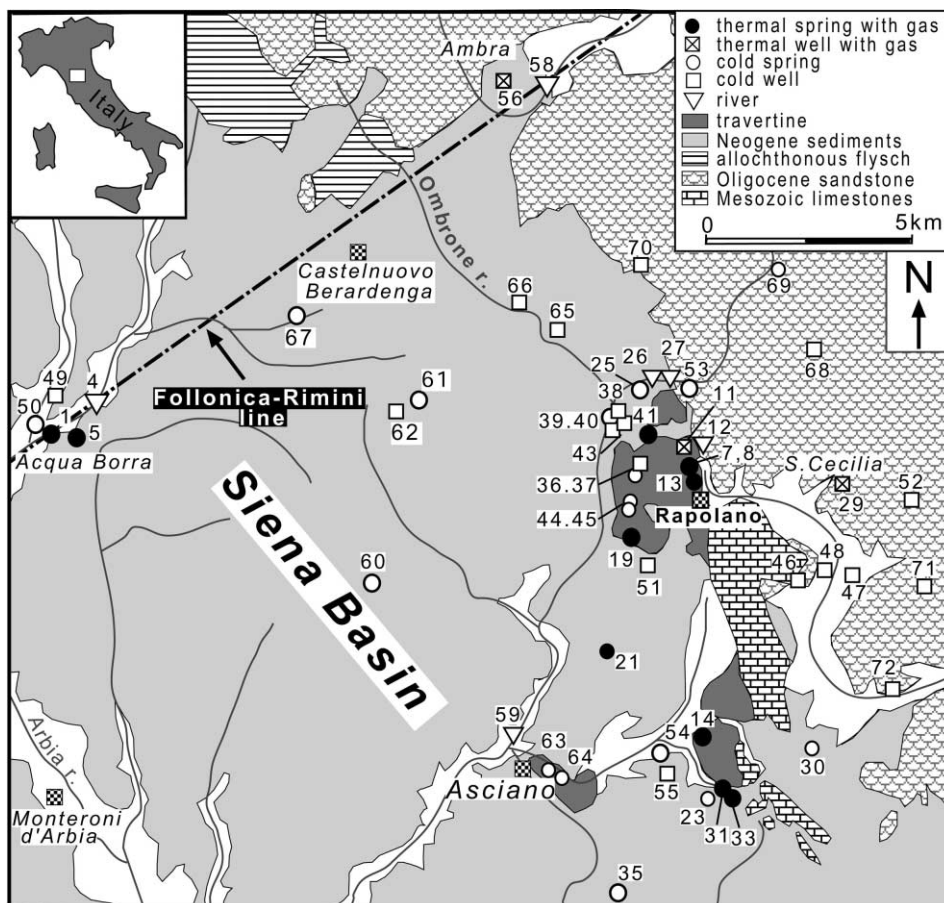 Italy
thermal spring with gas
thermal well with gas
cold spring
cold well
river
travertine
Neogene sediments
allochthonous flysch
Oligocene sandstone
Mesozoic limestones
0 5km
N
Ambra
58
56
Ombrone r.
70
69
Castelnuovo
Berardenga
66
65
67
68
26
27
25
53
49
4
38
11
50
1
61
Follonica-Rimini
line
39.40
41
12
5
62
43
7,8
Acqua Borra
S.Cecilia
36.37
13
52
29
44.45
Rapolano
Siena Basin
19
48
60
51
46
47
71
21
72
59
14
54
Arbia r.
63
64
30
Asciano
55
23
Monteroni
d'Arbia
31
33
35